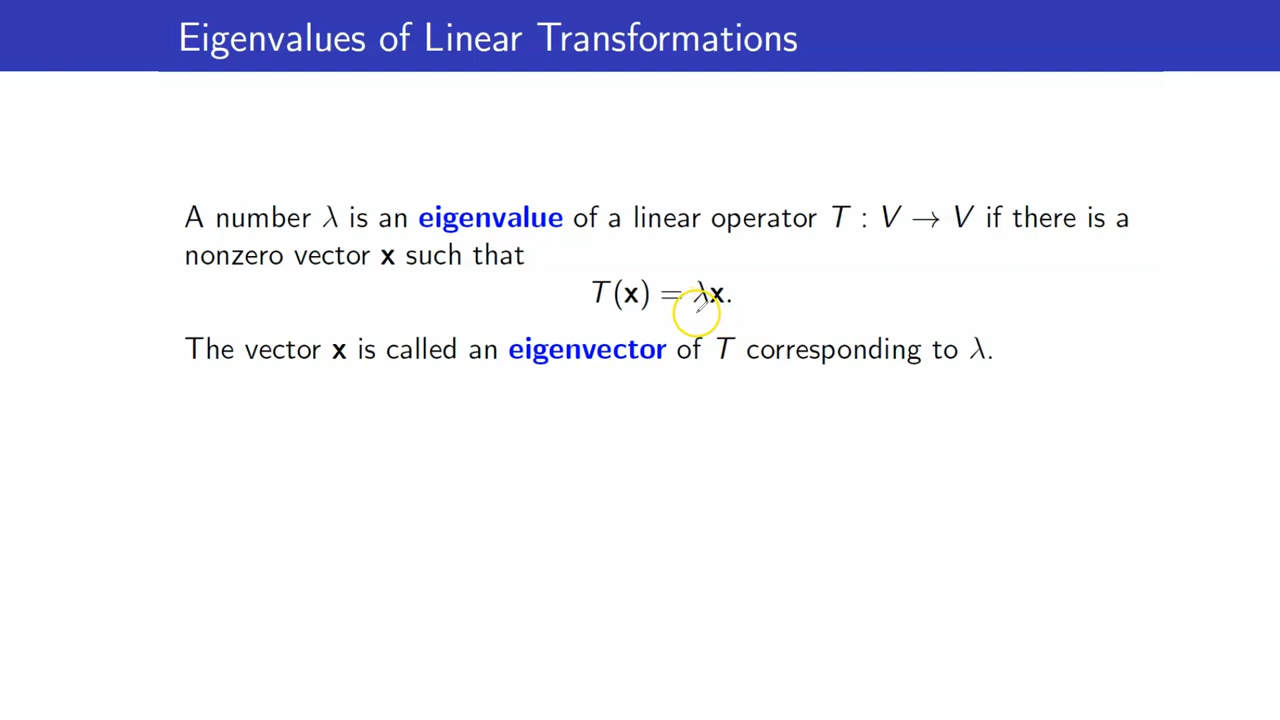 Eigenvalues of Linear Transformations
A number λ is an eigenvalue of a linear operator T : V → V if there is a
nonzero vector x such that
T(x) = λx.
The vector x is called an eigenvector of T corresponding to λ.